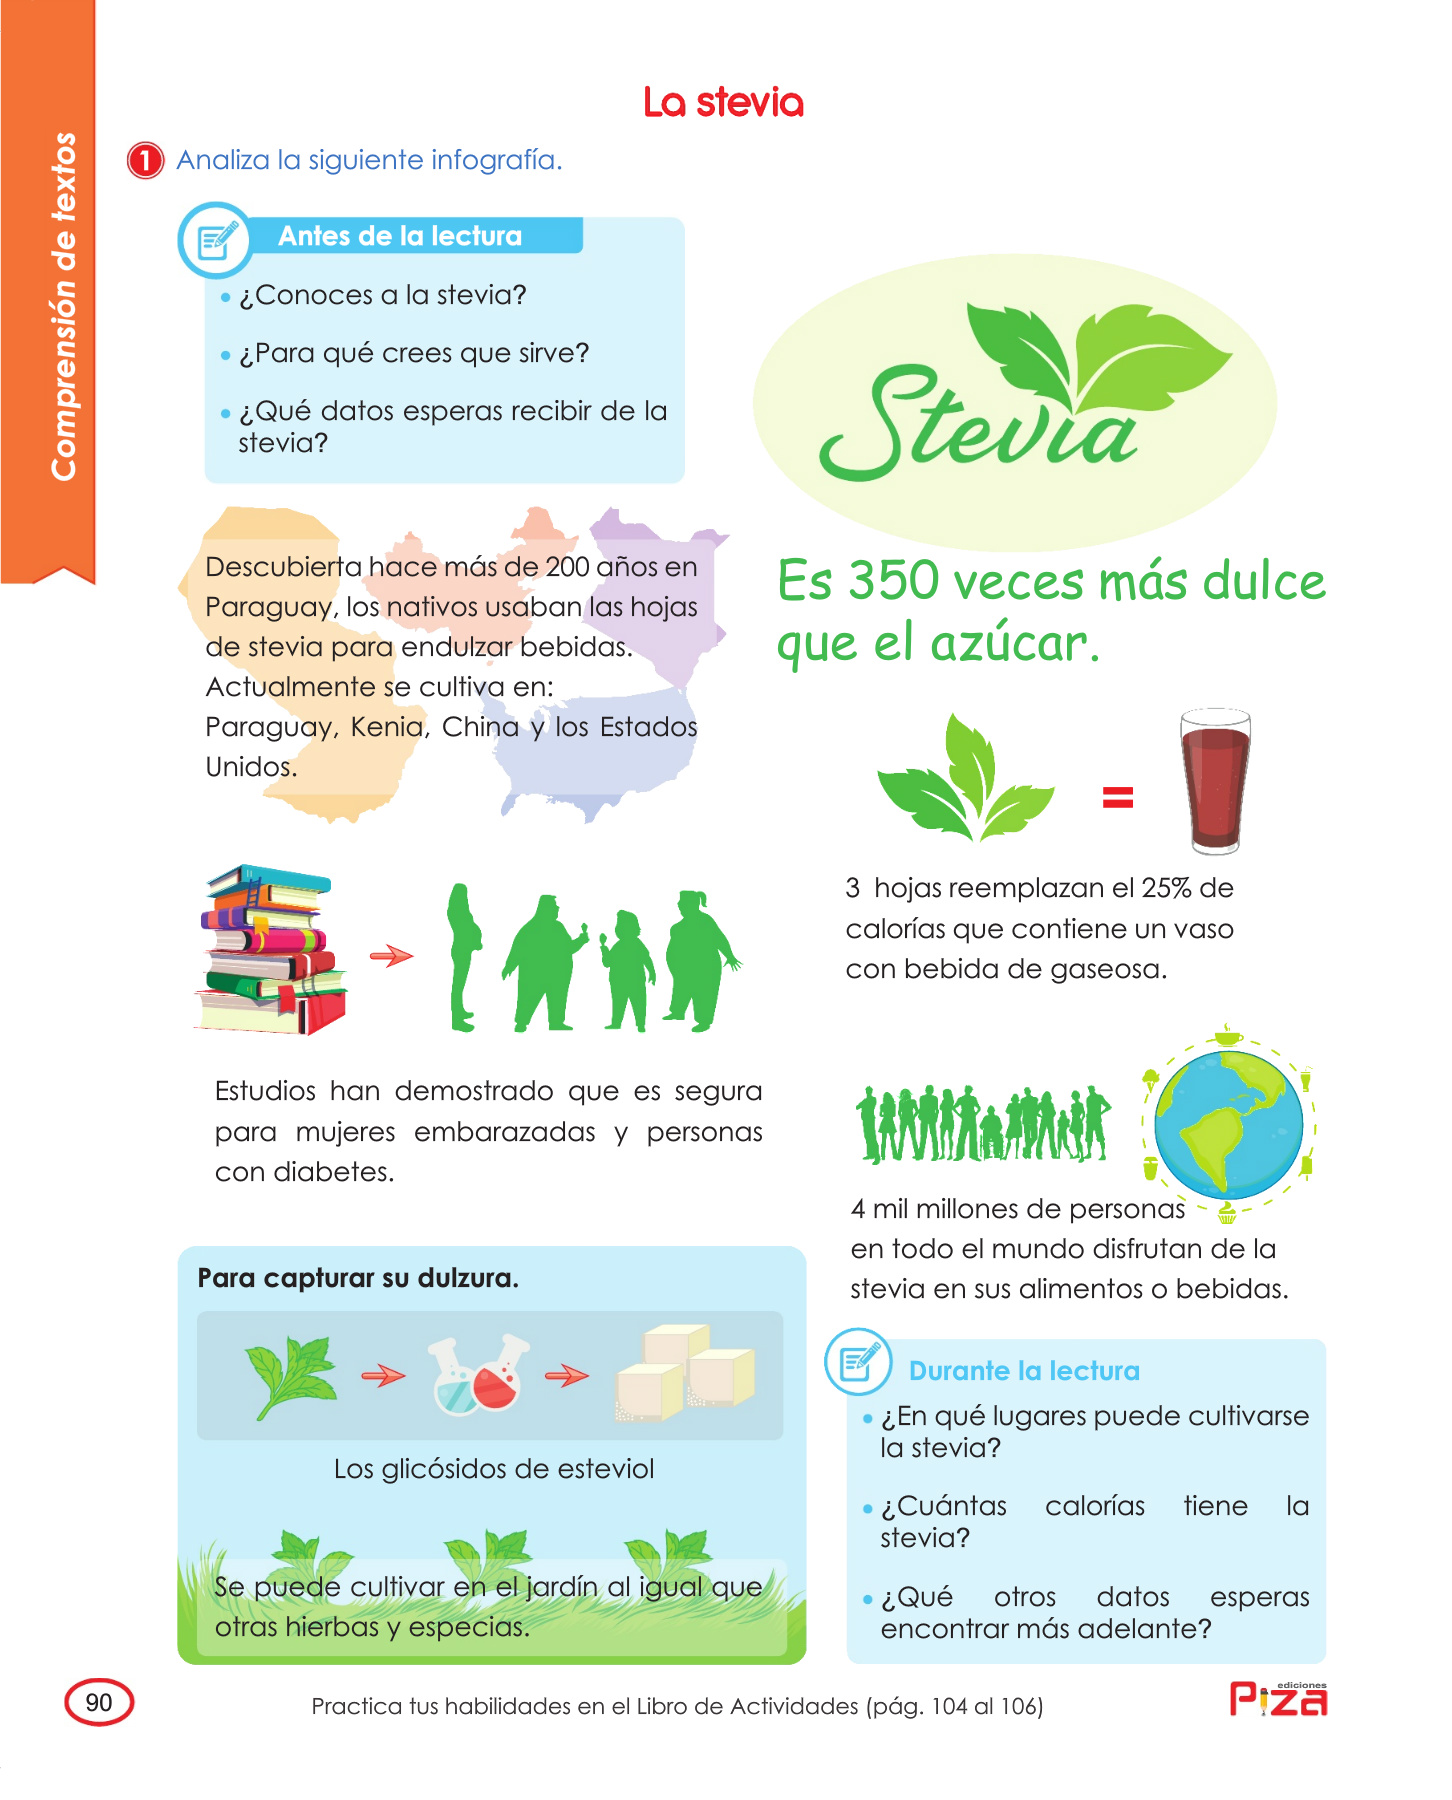 Comprensión de textos
La stevia
1 Analiza la siguiente infografía.
Antes de la lectura
• ¿Conoces a la stevia?
• ¿Para qué crees que sirve?
• ¿Qué datos esperas recibir de la
stevia?
Stevia
Descubierta hace más de 200 años en
Paraguay, los nativos usaban las hojas
de stevia para endulzar bebidas.
Actualmente se cultiva en:
Paraguay, Kenia, China y los Estados
Unidos.
Es 350 veces más dulce
que el azúcar.
=
3 hojas reemplazan el 25% de
calorías que contiene un vaso
con bebida de gaseosa.
Estudios han demostrado que es segura
para mujeres embarazadas y personas
con diabetes.
4 mil millones de personas
en todo el mundo disfrutan de la
stevia en sus alimentos o bebidas.
Para capturar su dulzura.
Los glicósidos de esteviol
Se puede cultivar en el jardín al igual que
otras hierbas y especias.
Durante la lectura
• ¿En qué lugares puede cultivarse
la stevia?
• ¿Cuántas calorías tiene la
stevia?
• ¿Qué otros datos esperas
encontrar más adelante?
90
Practica tus habilidades en el Libro de Actividades (pág. 104 al 106)
ediciones
Piza